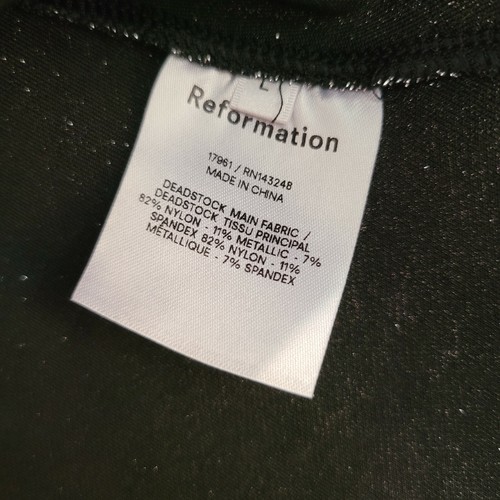 L
Reformation
17961 / RN143248
MADE IN CHINA
DEADSTOCK MAIN FABRIC /
DEADSTOCK TISSU PRINCIPAL
82% NYLON - 11% METALLIC - 7%
SPANDEX 82% NYLON - 11%
MÉTALLIQUE - 7% SPANDEX